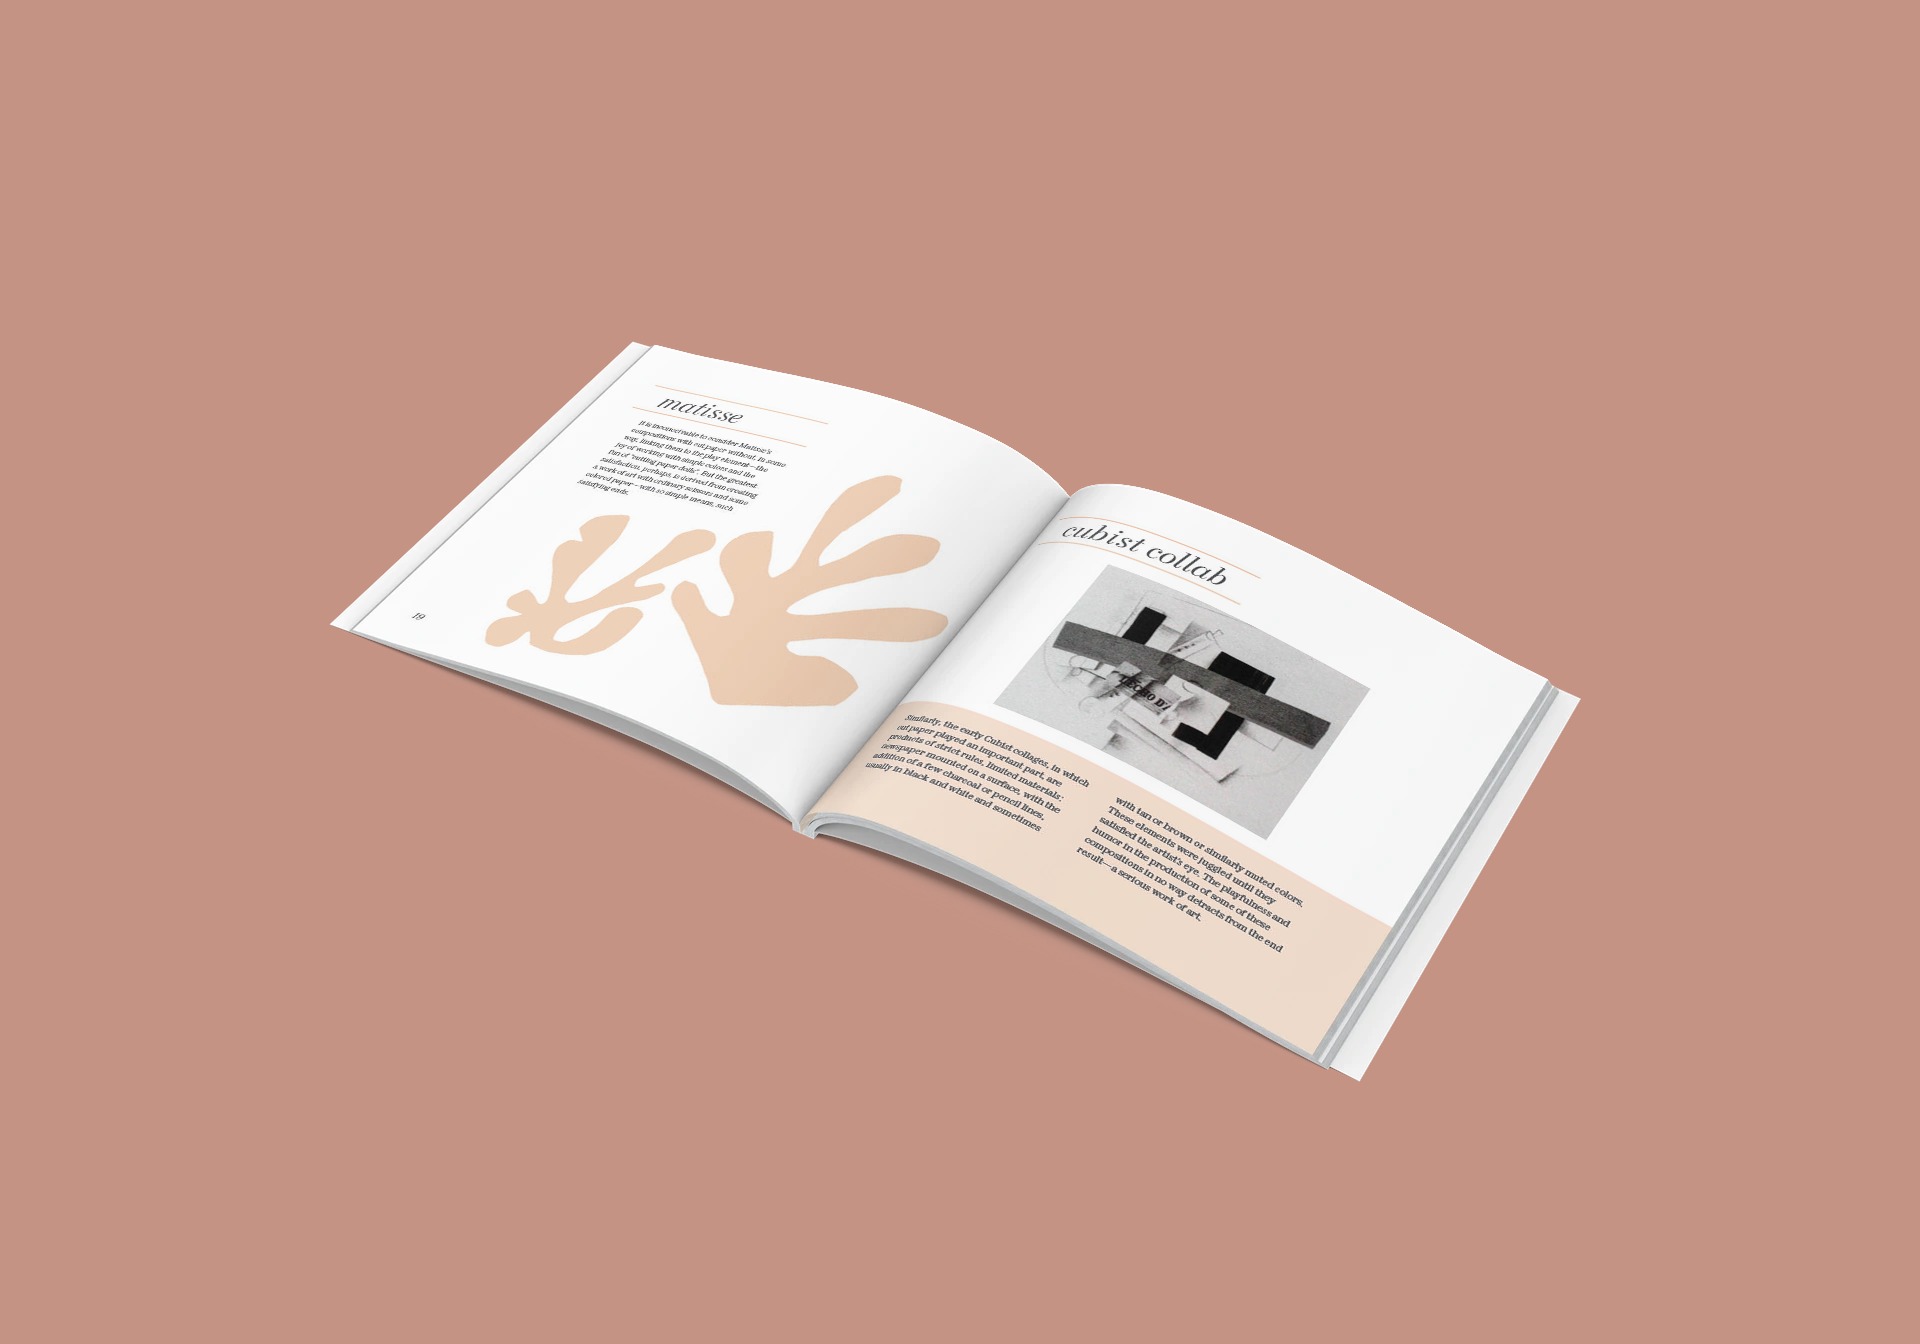 matisse
It is inconceivable to consider Matisse's
compositions with cut paper without, in some
way, linking them to the play element—the
joy of working with simple colors and the
fun of "cutting paper dolls". But the greatest
satisfaction, perhaps, is derived from creating
a work of art with ordinary scissors and some
colored paper—with so simple means, such
satisfying ends.
19
cubist collab
L'ECHO D'A
Similarly, the early Cubist collages, in which
cut paper played an important part, are
products of strict rules, limited materials:
newspaper mounted on a surface, with the
addition of a few charcoal or pencil lines,
usually in black and white and sometimes
with tan or brown or similarly muted colors.
These elements were juggled until they
satisfied the artist's eye. The playfulness and
humor in the production of some of these
compositions in no way detracts from the end
result—a serious work of art.